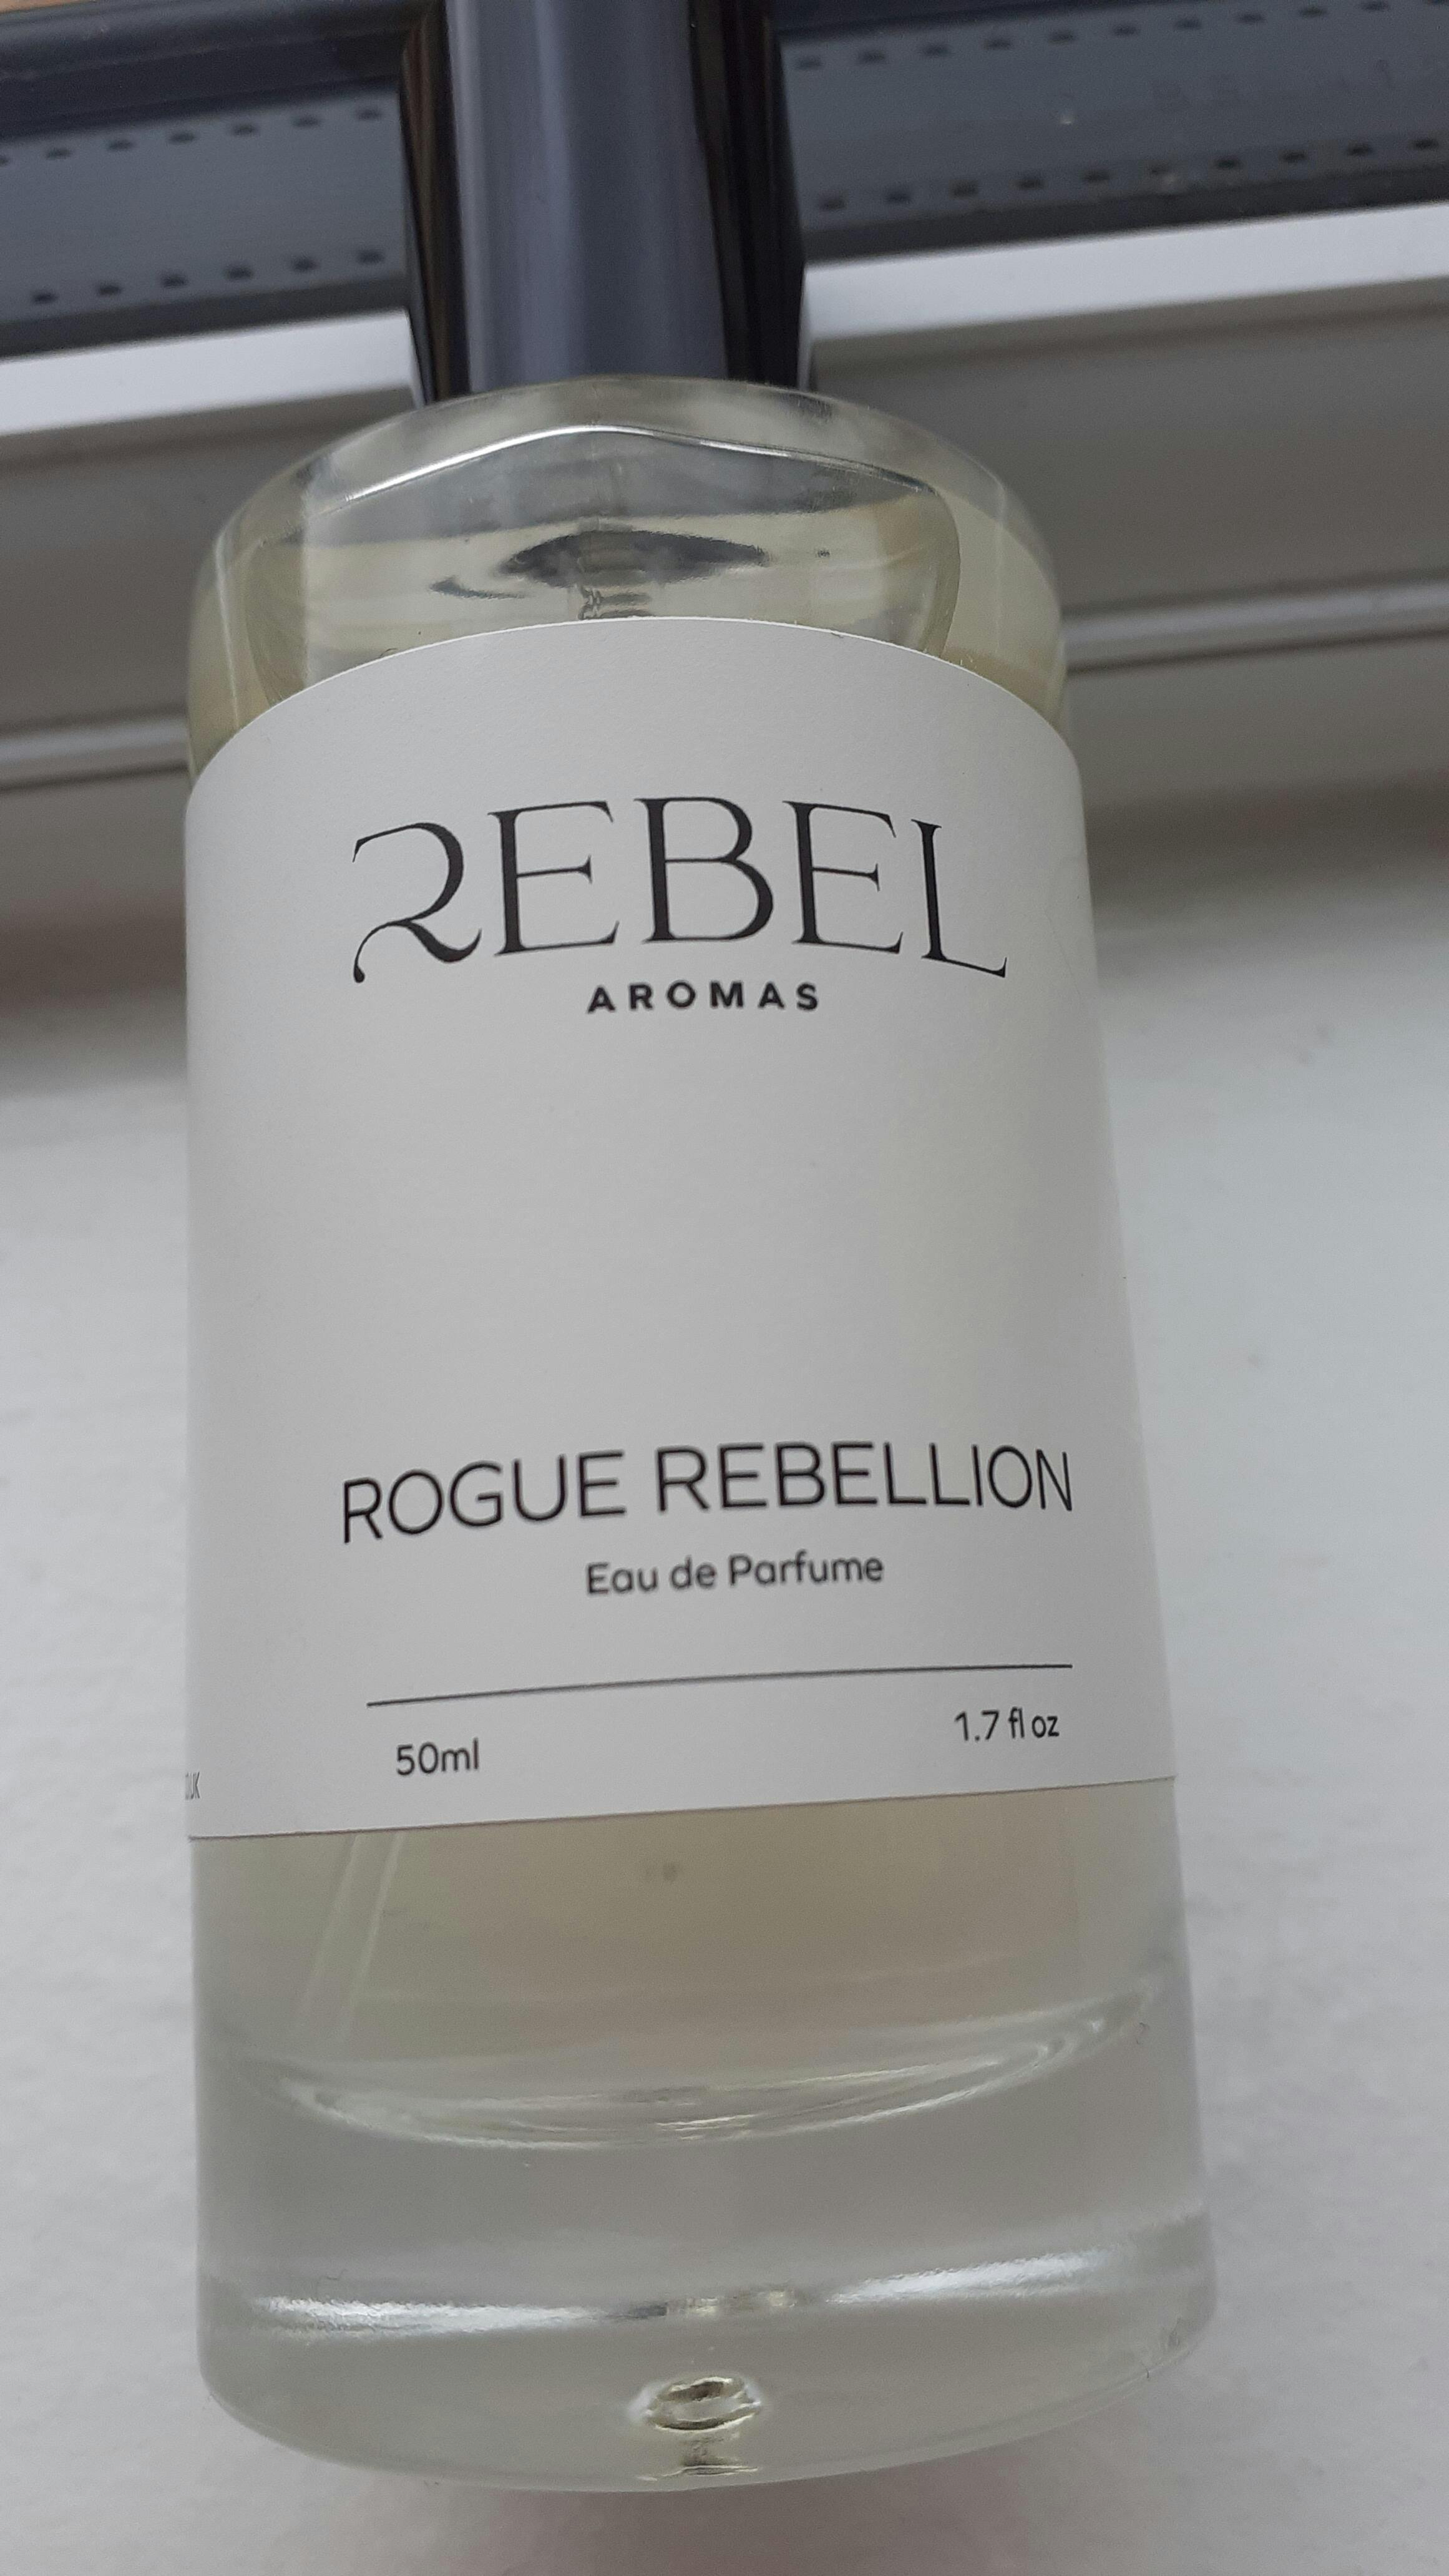 REBEL
AROMAS
ROGUE REBELLION
Eau de Parfume
50ml
1.7 fl oz